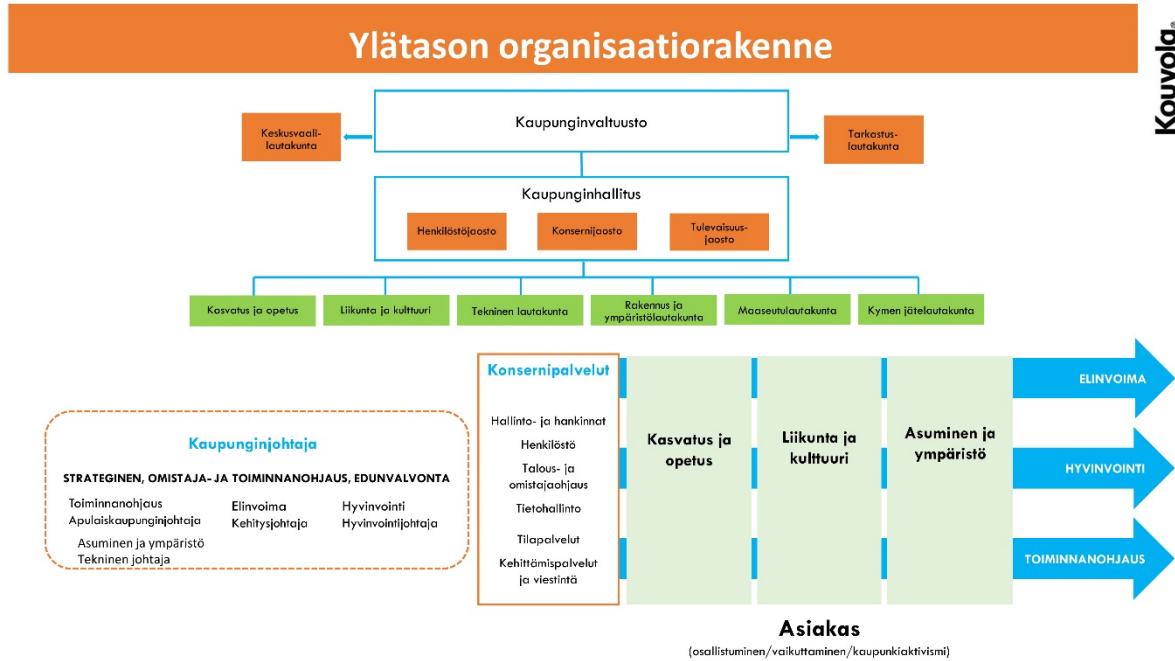 Ylätason organisaatiorakenne
Kouvola®
Kaupunginvaltuusto
Keskusvaali-
lautakunta
Tarkastus-
lautakunta
Kaupunginhallitus
Henkilöstöjaosto
Konsernijaosto
Tulevaisuus-
jaosto
Kasvatus ja opetus
Liikunta ja kulttuuri
Tekninen lautakunta
Rakennus ja
ympäristölautakunta
Maaseutulautakunta
Kymen jätelautakunta
Kaupunginjohtaja
STRATEGINEN, OMISTAJA- JA TOIMINNANOHJAUS, EDUNVALVONTA
Toiminnanohjaus
Apulaiskaupunginjohtaja
Elinvoima
Kehitysjohtaja
Hyvinvointi
Hyvinvointijohtaja
Asuminen ja ympäristö
Tekninen johtaja
Konsernipalvelut
Hallinto- ja hankinnat
Henkilöstö
Talous- ja
omistajaohjaus
Tietohallinto
Tilapalvelut
Kehittämispalvelut
ja viestintä
Kasvatus ja
opetus
Liikunta ja
kulttuuri
Asuminen ja
ympäristö
ELINVOIMA
HYVINVOINTI
TOIMINNANOHJAUS
Asiakas
(osallistuminen/vaikuttaminen/kaupunkiaktivismi)